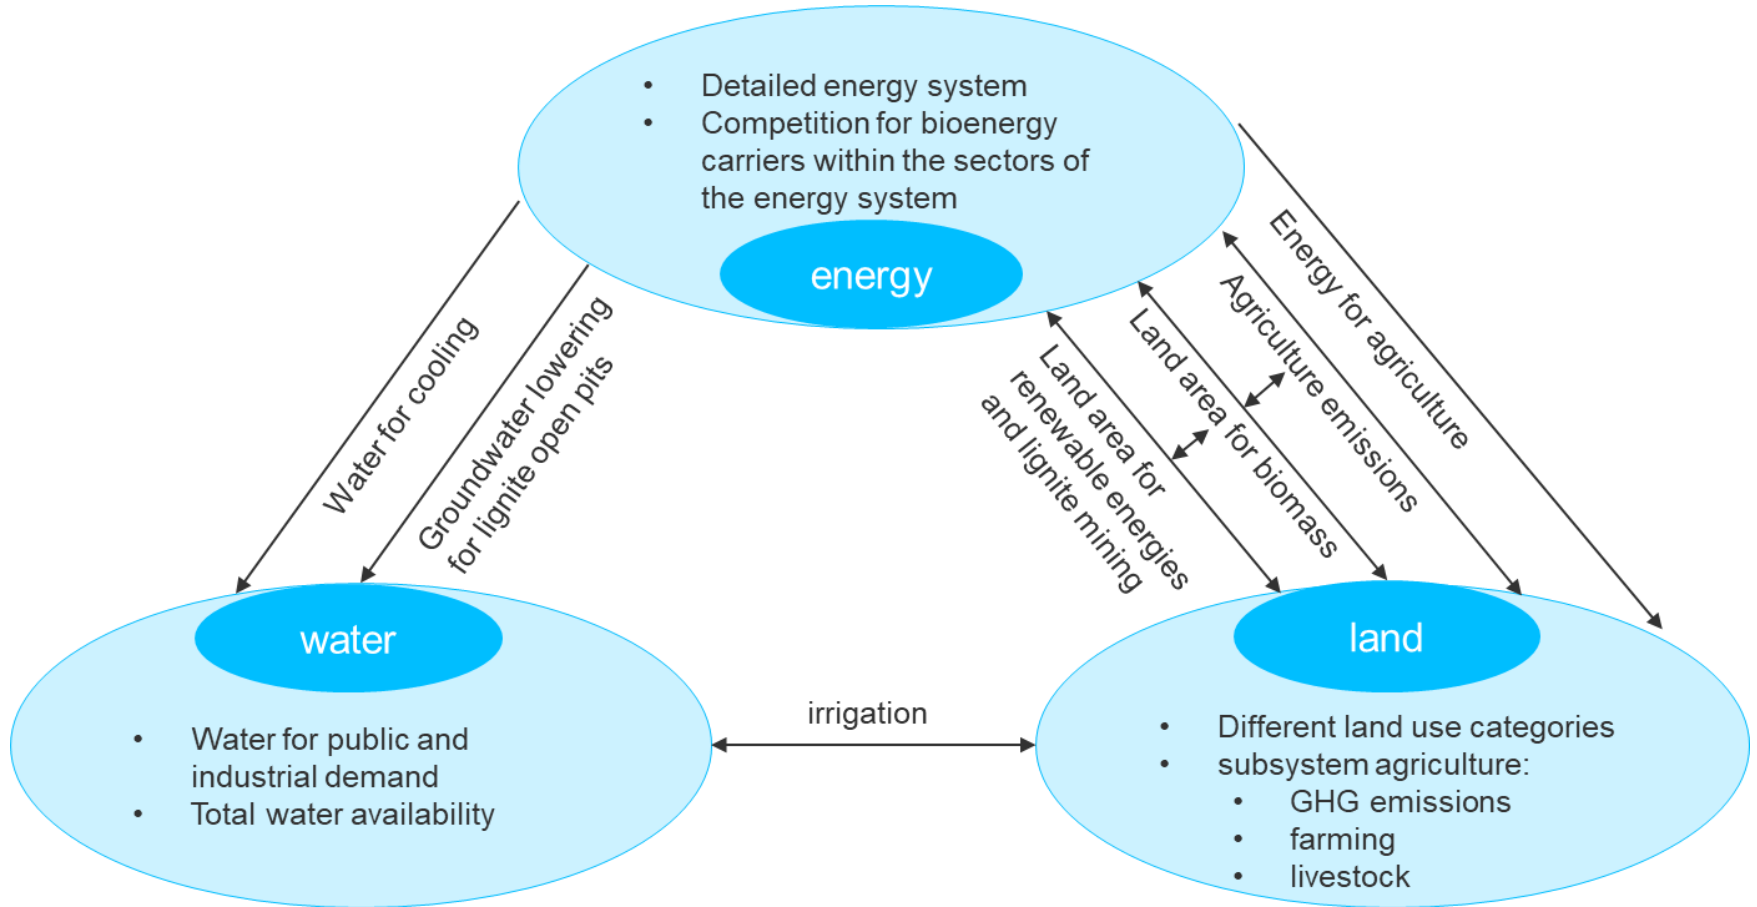 • Detailed energy system
• Competition for bioenergy
carriers within the sectors of
the energy system
energy
Water for cooling
Groundwater lowering
for lignite open pits
Land area for
renewable energies
and lignite mining
Land area for biomass
Agriculture emissions
Energy for agriculture
water
• Water for public and
industrial demand
• Total water availability
irrigation
land
• Different land use categories
• subsystem agriculture:
• GHG emissions
• farming
• livestock